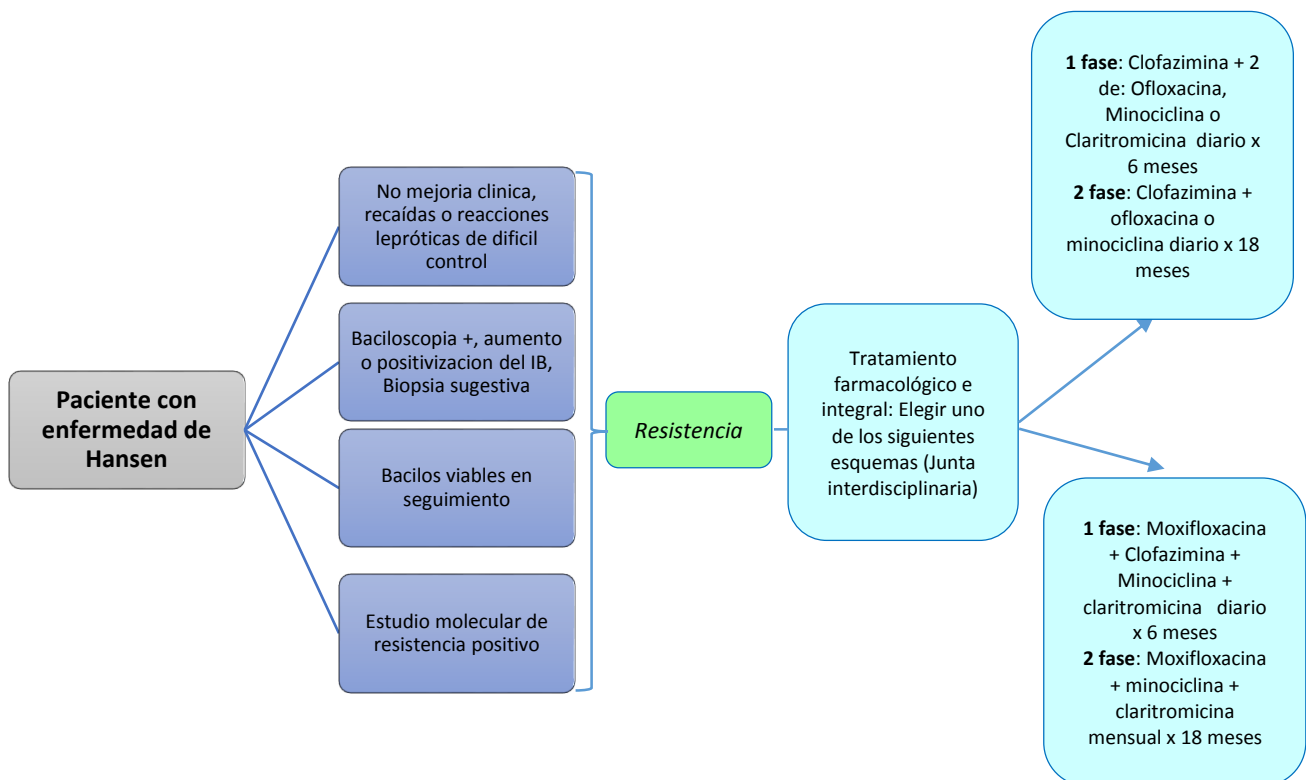 Paciente con
enfermedad de
Hansen
No mejoria clinica,
recaídas o reacciones
lepróticas de dificil
control
Baciloscopia +, aumento
o positivizacion del IB,
Biopsia sugestiva
Bacilos viables en
seguimiento
Estudio molecular de
resistencia positivo
Resistencia
Tratamiento
farmacológico e
integral: Elegir uno
de los siguientes
esquemas (Junta
interdisciplinaria)
1 fase: Clofazimina + 2
de: Ofloxacina,
Minociclina o
Claritromicina diario x
6 meses
2 fase: Clofazimina +
ofloxacina o
minociclina diario x 18
meses
1 fase: Moxifloxacina
+ Clofazimina +
Minociclina +
claritromicina diario
x 6 meses
2 fase: Moxifloxacina
+ minociclina +
claritromicina
mensual x 18 meses